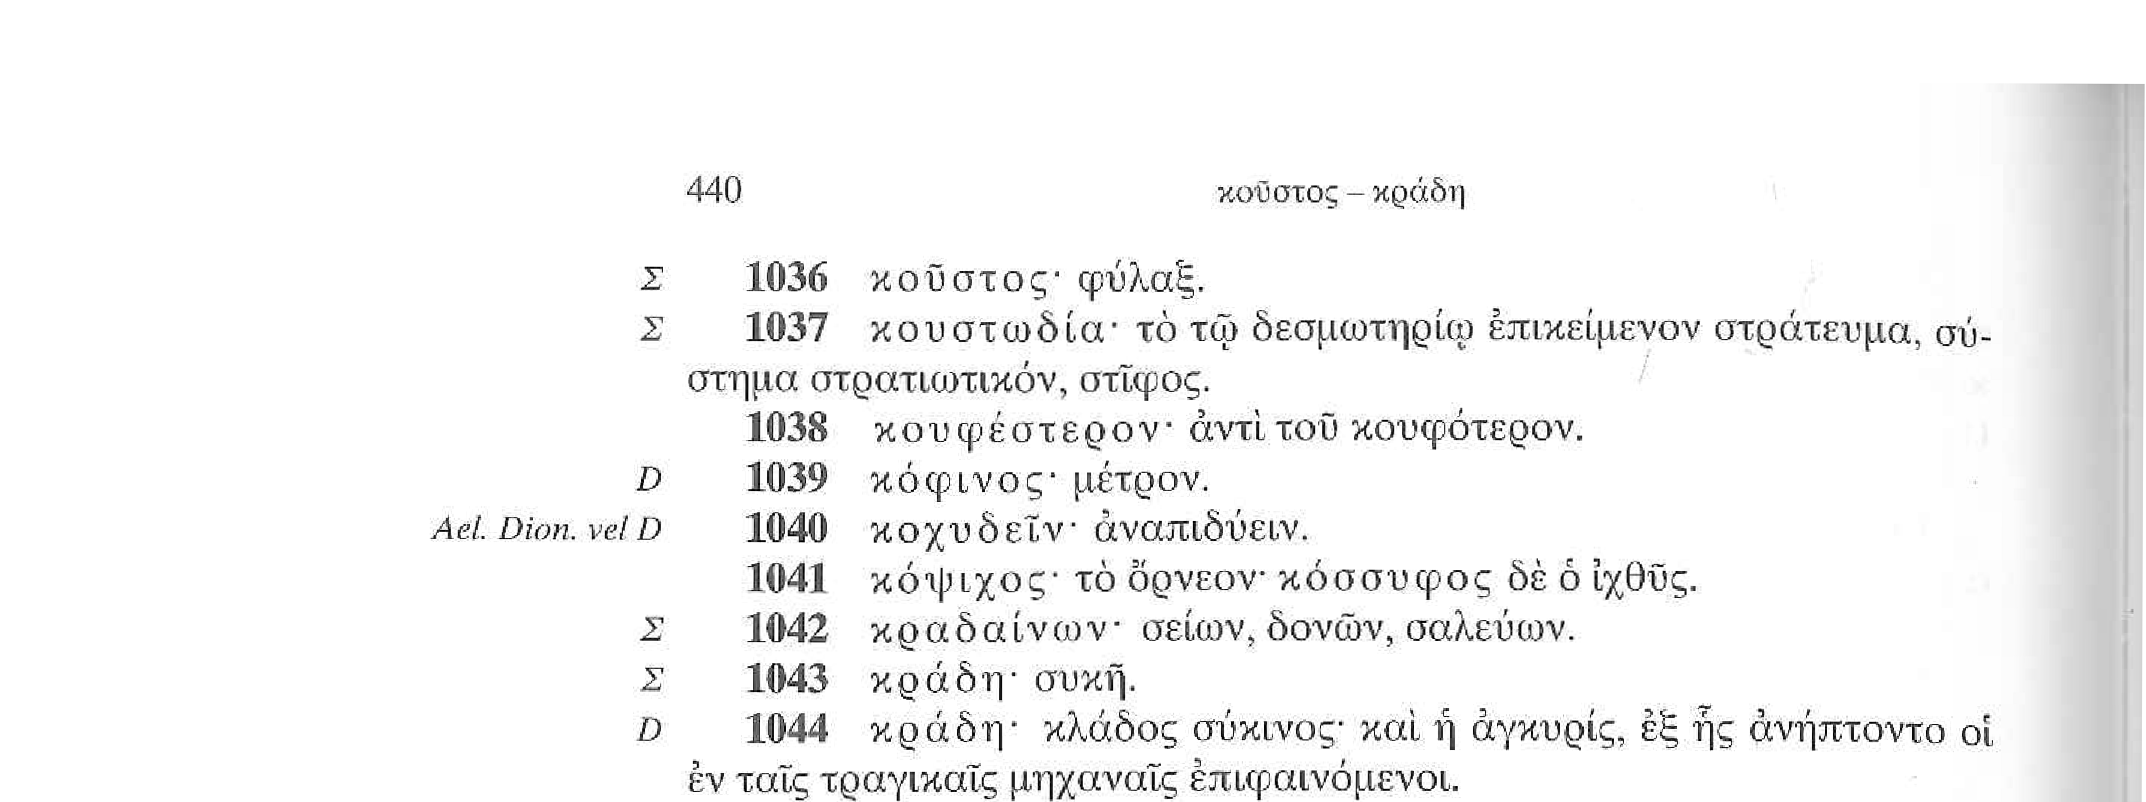 440 κοῦστος – κράδη
Σ 1036 κοῦστος· φύλαξ.
Σ 1037 κουστωδία· τὸ τῷ δεσμωτηρίῳ ἐπικείμενον στράτευμα, σύ-
στημα στρατιωτικόν, στῖφος.
1038 κουφέστερον· ἀντὶ τοῦ κουφότερον.
D 1039 κόφινος· μέτρον.
Ael. Dion. vel D 1040 κοχυδεῖν· ἀναπιδύειν.
1041 κόψιχος· τὸ ὄρνεον· κόσσυφος δὲ ὁ ἰχθῦς.
Σ 1042 κραδαίνων· σείων, δονῶν, σαλεύων.
Σ 1043 κράδη· συκῆ.
D 1044 κράδη· κλάδος σύκινος· καὶ ἡ ἀγκυρίς, ἐξ ἧς ἀνήπτοντο οἱ
ἐν ταῖς τραγικαῖς μηχαναῖς ἐπιφαινόμενοι.